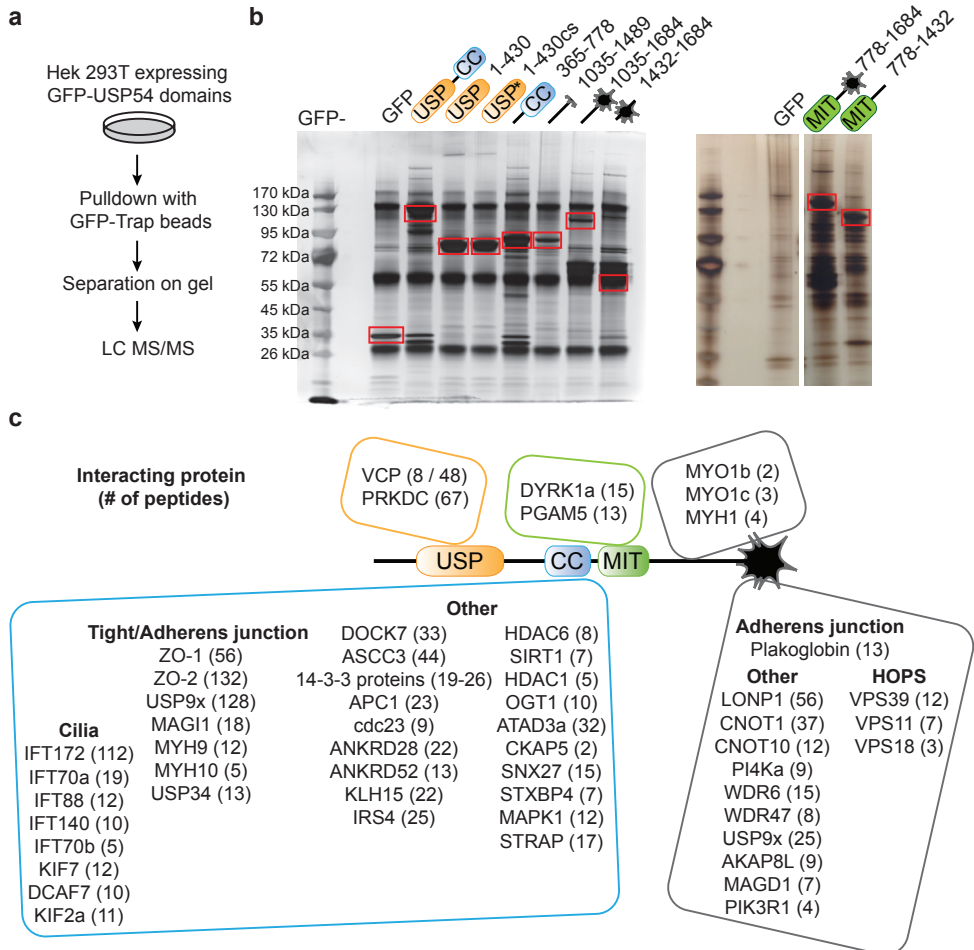 a
Hek 293T expressing
GFP-USP54 domains
Pulldown with
GFP-Trap beads
Separation on gel
LC MS/MS
b
GFP-
GFP
USP
CC
USP
1-430
USP*
1-430cs
CC
365-778
1035-1489
1035-1684
1432-1684
170 kDa
130 kDa
95 kDa
72 kDa
55 kDa
45 kDa
35 kDa
26 kDa
GFP
MIT
778-1684
MIT
778-1432
c
Interacting protein
(# of peptides)
VCP (8 / 48)
PRKDC (67)
DYRK1a (15)
PGAM5 (13)
MYO1b (2)
MYO1c (3)
MYH1 (4)
USP
CC
MIT
Cilia
IFT172 (112)
IFT70a (19)
IFT88 (12)
IFT140 (10)
IFT70b (5)
KIF7 (12)
DCAF7 (10)
KIF2a (11)
Tight/Adherens junction
ZO-1 (56)
ZO-2 (132)
USP9x (128)
MAGI1 (18)
MYH9 (12)
MYH10 (5)
USP34 (13)
Other
DOCK7 (33)
ASCC3 (44)
14-3-3 proteins (19-26)
APC1 (23)
cdc23 (9)
ANKRD28 (22)
ANKRD52 (13)
KLH15 (22)
IRS4 (25)
HDAC6 (8)
SIRT1 (7)
HDAC1 (5)
OGT1 (10)
ATAD3a (32)
CKAP5 (2)
SNX27 (15)
STXBP4 (7)
MAPK1 (12)
STRAP (17)
Adherens junction
Plakoglobin (13)
Other
LONP1 (56)
CNOT1 (37)
CNOT10 (12)
PI4Ka (9)
WDR6 (15)
WDR47 (8)
USP9x (25)
AKAP8L (9)
MAGD1 (7)
PIK3R1 (4)
HOPS
VPS39 (12)
VPS11 (7)
VPS18 (3)